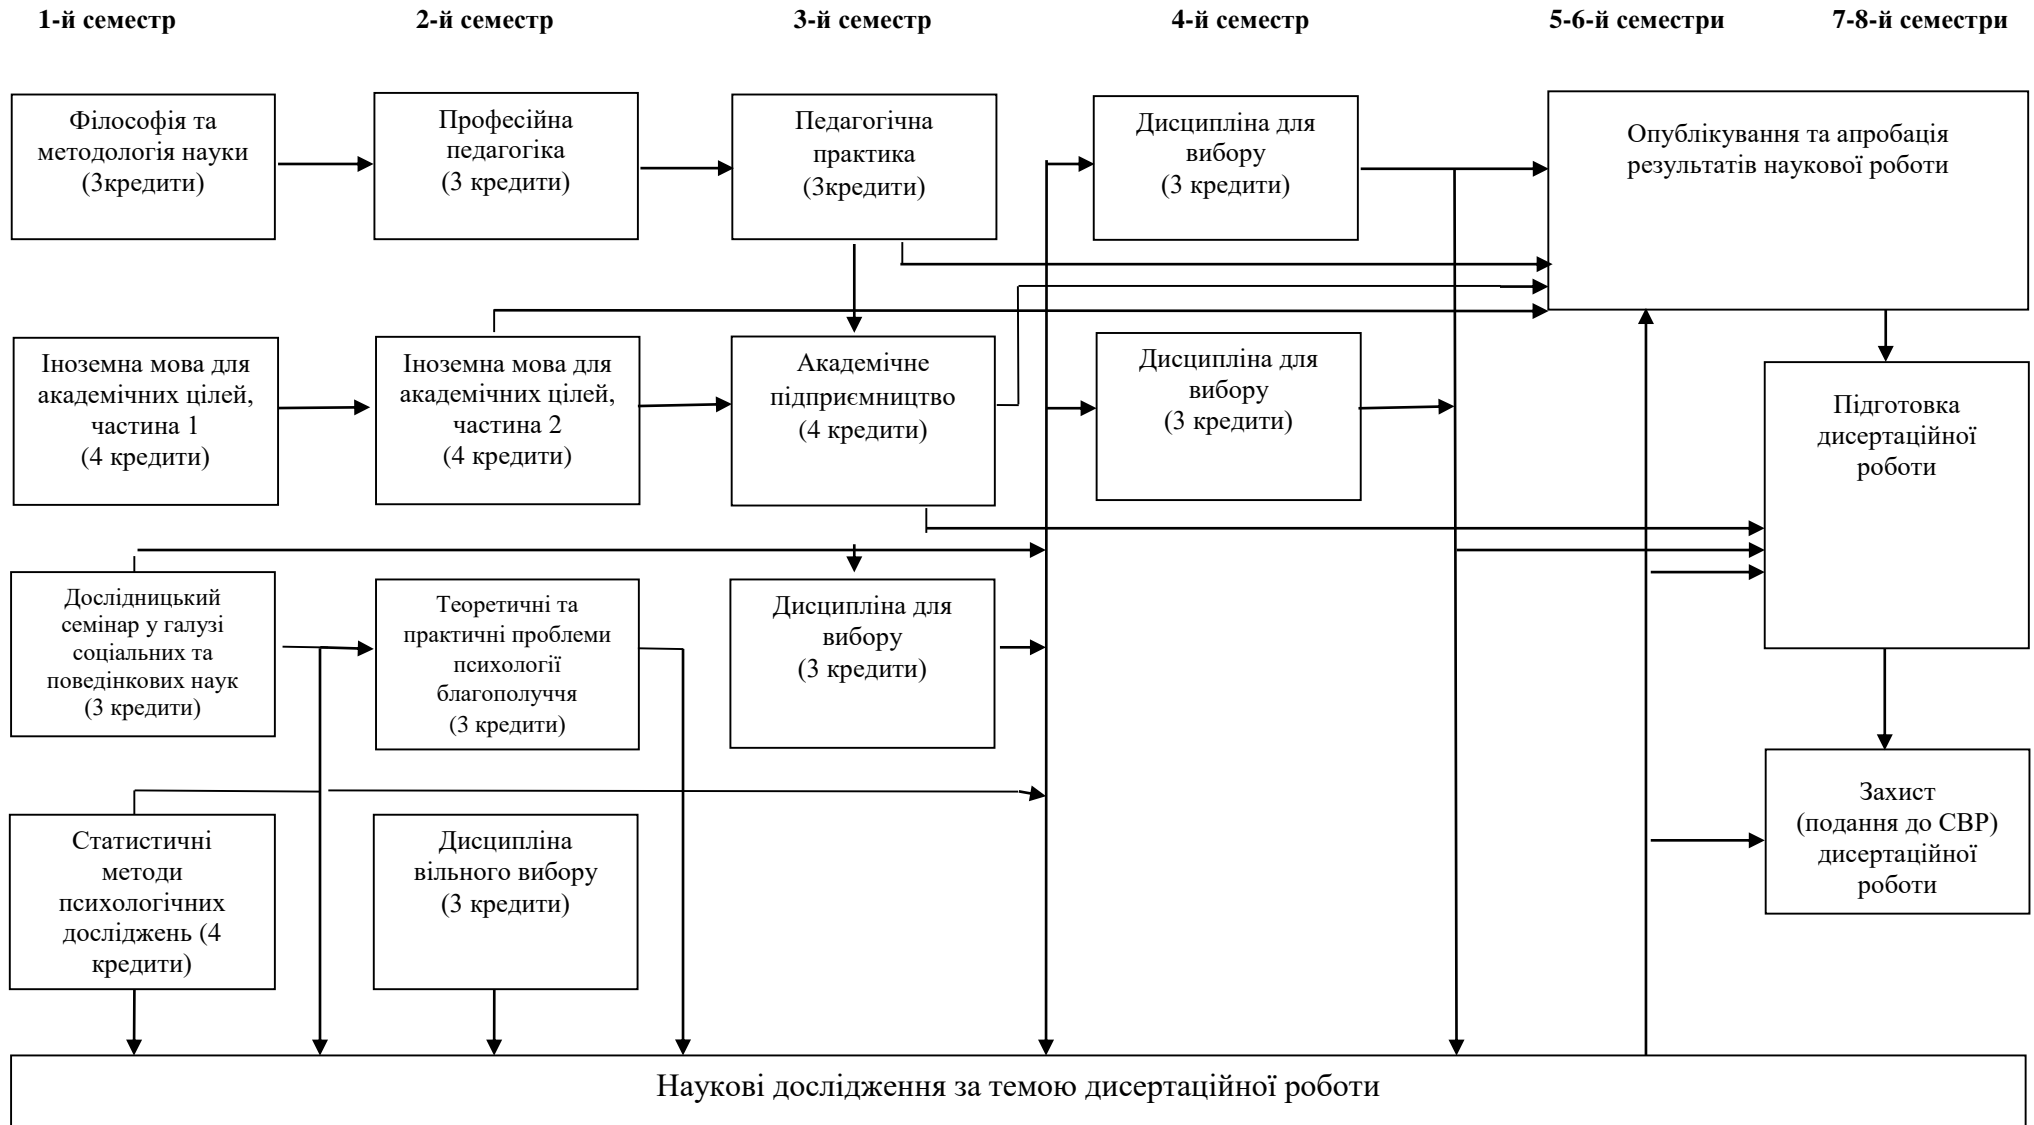 1-й семестр
2-й семестр
3-й семестр
4-й семестр
5-6-й семестри
7-8-й семестри
Філософія та
методологія науки
(3кредити)
Професійна
педагогіка
(3 кредити)
Педагогічна
практика
(3кредити)
Дисципліна для
вибору
(3 кредити)
Опублікування та апробація
результатів наукової роботи
Іноземна мова для
академічних цілей,
частина 1
(4 кредити)
Іноземна мова для
академічних цілей,
частина 2
(4 кредити)
Академічне
підприємництво
(4 кредити)
Дисципліна для
вибору
(3 кредити)
Підготовка
дисертаційної
роботи
Дослідницький
семінар у галузі
соціальних та
поведінкових наук
(3 кредити)
Теоретичні та
практичні проблеми
психології
благополуччя
(3 кредити)
Дисципліна для
вибору
(3 кредити)
Статистичні
методи
психологічних
досліджень (4
кредити)
Дисципліна
вільного вибору
(3 кредити)
Захист
(подання до СВР)
дисертаційної
роботи
Наукові дослідження за темою дисертаційної роботи